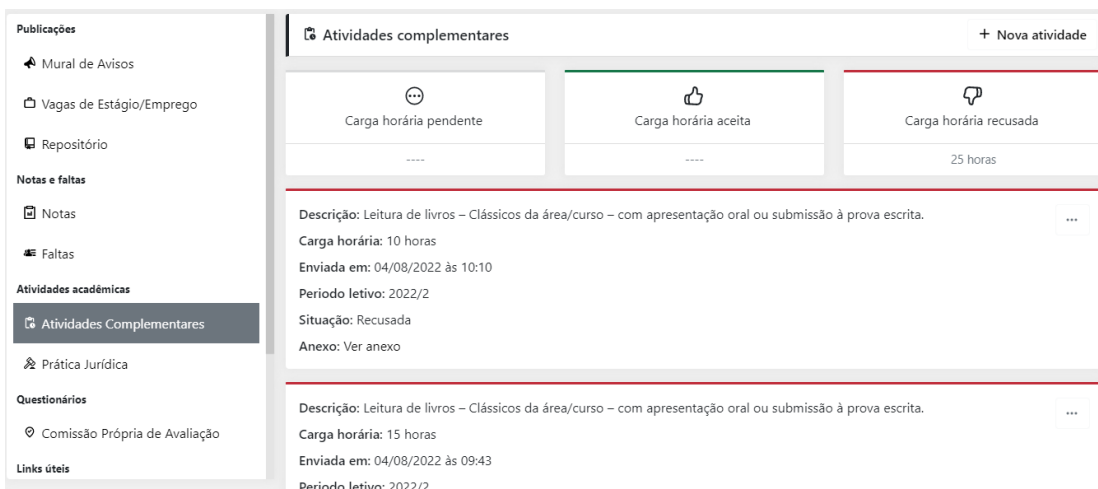 Publicações
Mural de Avisos
Vagas de Estágio/Emprego
Repositório
Notas e faltas
Notas
Faltas
Atividades acadêmicas
Atividades Complementares
Prática Jurídica
Questionários
Comissão Própria de Avaliação
Links úteis
Atividades complementares
+ Nova atividade
Carga horária pendente
----
Carga horária aceita
----
Carga horária recusada
25 horas
Descrição: Leitura de livros – Clássicos da área/curso – com apresentação oral ou submissão à prova escrita.
Carga horária: 10 horas
Enviada em: 04/08/2022 às 10:10
Periodo letivo: 2022/2
Situação: Recusada
Anexo: Ver anexo
Descrição: Leitura de livros – Clássicos da área/curso – com apresentação oral ou submissão à prova escrita.
Carga horária: 15 horas
Enviada em: 04/08/2022 às 09:43
Periodo letivo: 2022/2